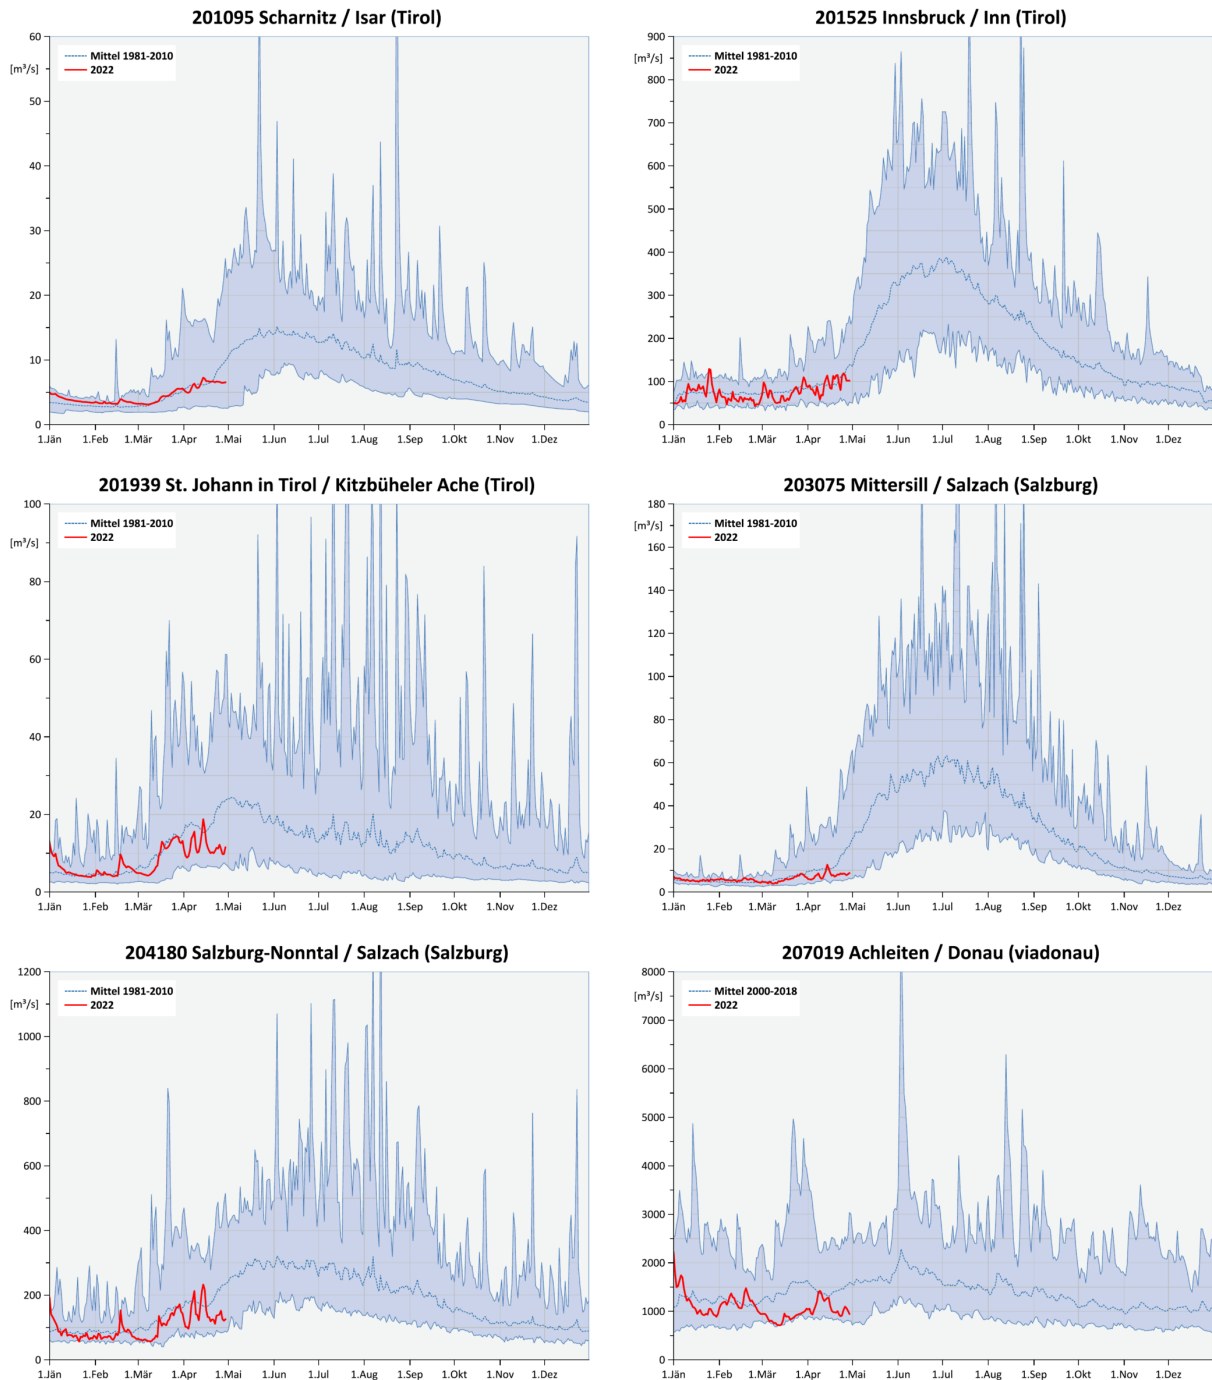 201095 Scharnitz / Isar (Tirol)
60
[m³/s]
50
40
30
20
10
0
Mittel 1981-2010
2022
1.Jän 1.Feb 1.Mär 1.Apr 1.Mai 1.Jun 1.Jul 1.Aug 1.Sep 1.Okt 1.Nov 1.Dez
201525 Innsbruck / Inn (Tirol)
900
[m³/s]
800
700
600
500
400
300
200
100
0
Mittel 1981-2010
2022
1.Jän 1.Feb 1.Mär 1.Apr 1.Mai 1.Jun 1.Jul 1.Aug 1.Sep 1.Okt 1.Nov 1.Dez
201939 St. Johann in Tirol / Kitzbüheler Ache (Tirol)
100
[m³/s]
80
60
40
20
0
Mittel 1981-2010
2022
1.Jän 1.Feb 1.Mär 1.Apr 1.Mai 1.Jun 1.Jul 1.Aug 1.Sep 1.Okt 1.Nov 1.Dez
203075 Mittersill / Salzach (Salzburg)
180
[m³/s]
160
140
120
100
80
60
40
20
0
Mittel 1981-2010
2022
1.Jän 1.Feb 1.Mär 1.Apr 1.Mai 1.Jun 1.Jul 1.Aug 1.Sep 1.Okt 1.Nov 1.Dez
204180 Salzburg-Nonntal / Salzach (Salzburg)
1200
[m³/s]
1000
800
600
400
200
0
Mittel 1981-2010
2022
1.Jän 1.Feb 1.Mär 1.Apr 1.Mai 1.Jun 1.Jul 1.Aug 1.Sep 1.Okt 1.Nov 1.Dez
207019 Achleiten / Donau (viadonau)
8000
[m³/s]
7000
6000
5000
4000
3000
2000
1000
0
Mittel 2000-2018
2022
1.Jän 1.Feb 1.Mär 1.Apr 1.Mai 1.Jun 1.Jul 1.Aug 1.Sep 1.Okt 1.Nov 1.Dez